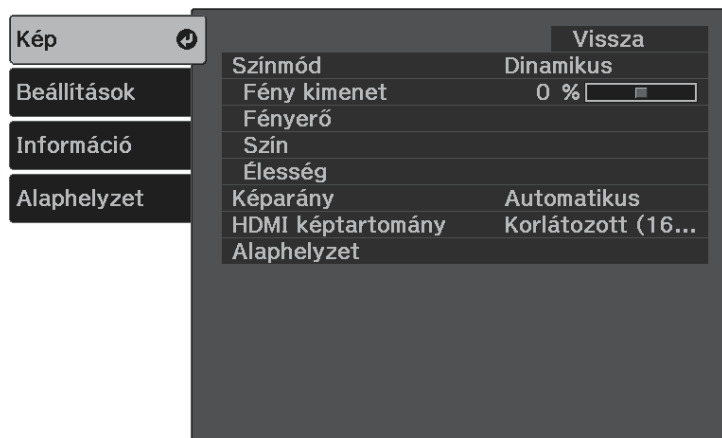 Kép
Beállítások
Információ
Alaphelyzet
Vissza
Színmód Dinamikus
Fény kimenet 0 %
Fényerő
Szín
Élesség
Képarány Automatikus
HDMI képtartomány Korlátozott (16...
Alaphelyzet